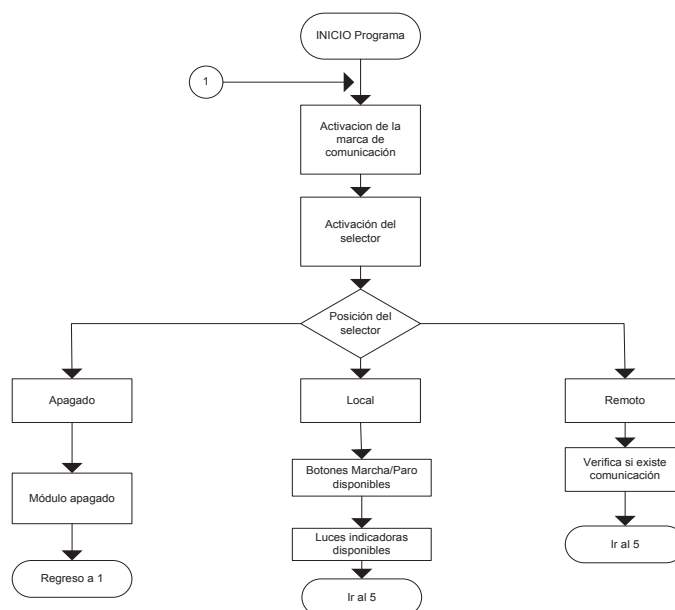 INICIO Programa
1
Activacion de la
marca de
comunicación
Activación del
selector
Posición del
selector
Apagado
Local
Remoto
Módulo apagado
Botones Marcha/Paro
disponibles
Verifica si existe
comunicación
Luces indicadoras
disponibles
Regreso a 1
Ir al 5
Ir al 5